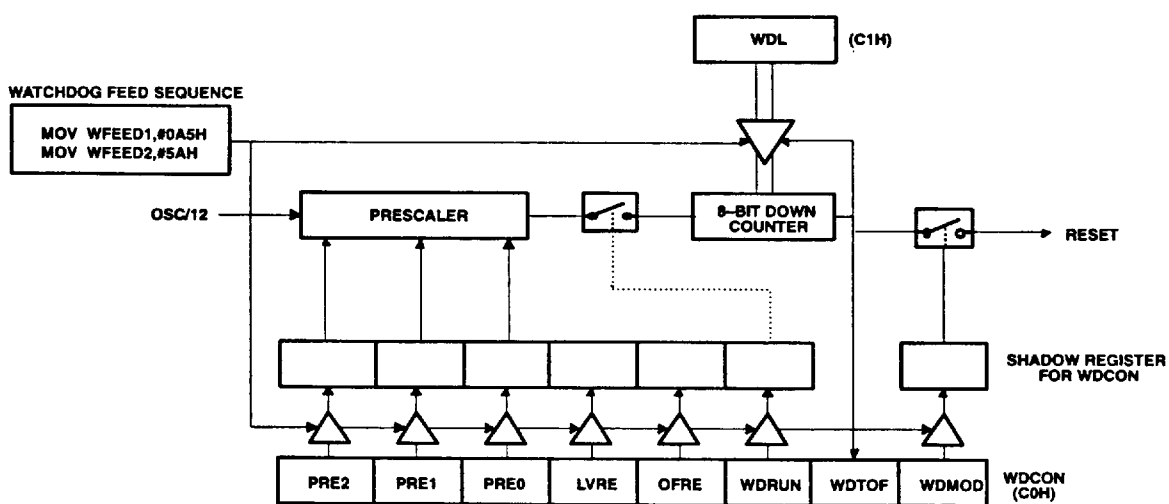 WDL (C1H)
WATCHDOG FEED SEQUENCE
MOV WFEED1,#0A5H
MOV WFEED2,#5AH
OSC/12
PRESCALER
8–BIT DOWN
COUNTER
RESET
SHADOW REGISTER
FOR WDCON
PRE2 PRE1 PRE0 LVRE OFRE WDRUN WDTOF WDMOD
WDCON
(C0H)